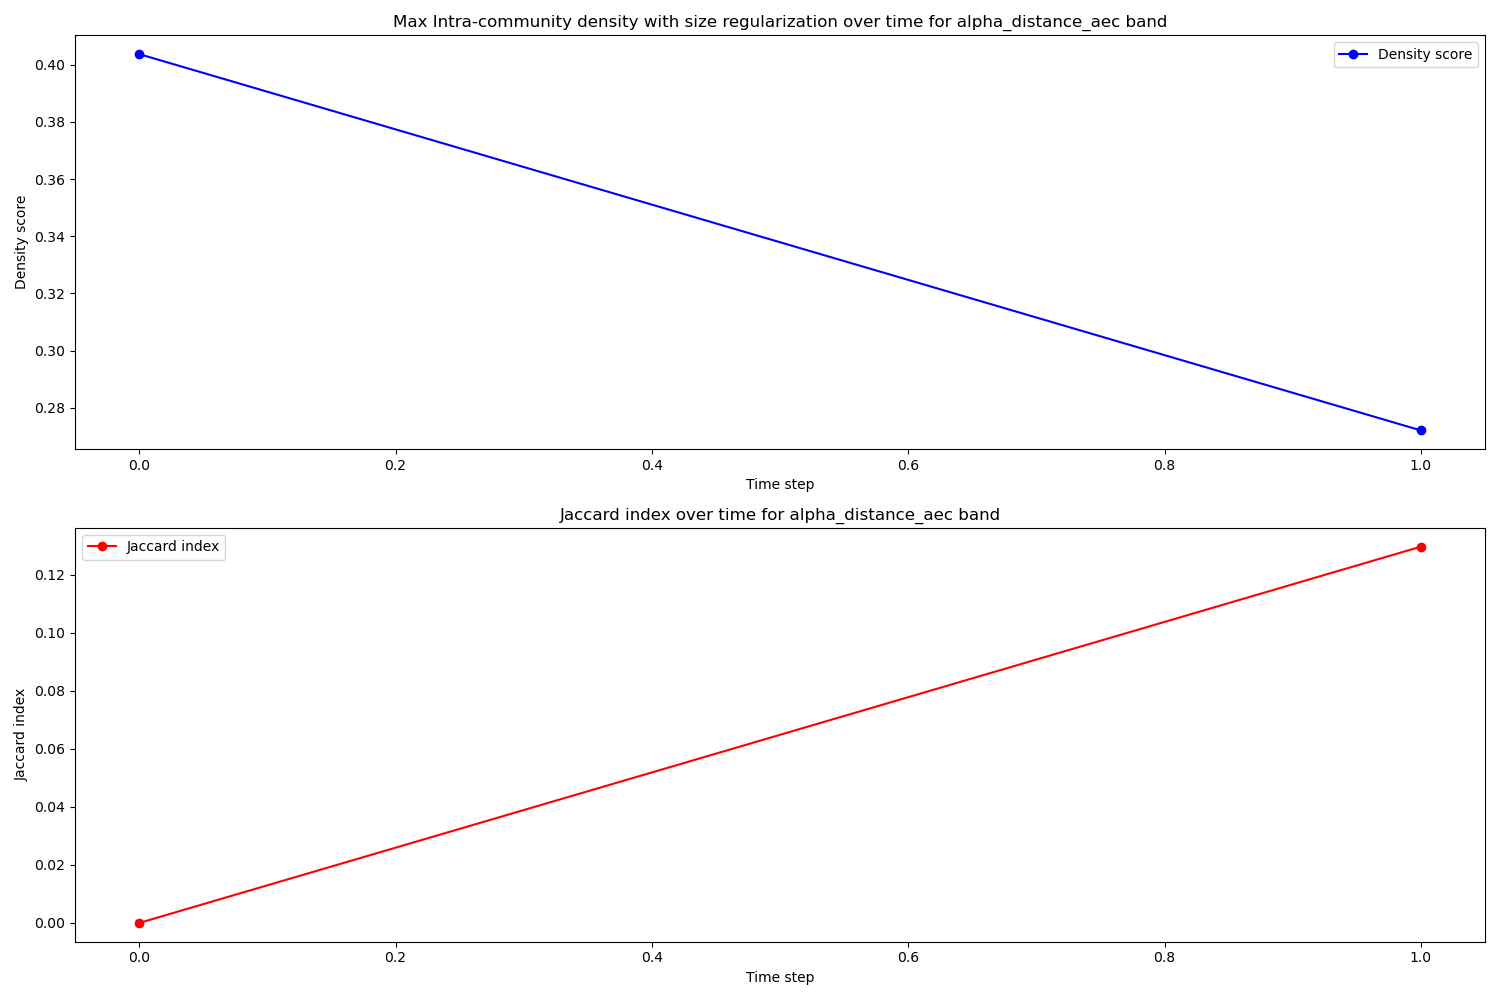 Max Intra-community density with size regularization over time for alpha_distance_aec band
Density score
0.40
0.38
0.36
0.34
0.32
0.30
0.28
Density score
0.0 0.2 0.4 0.6 0.8 1.0
Time step
Jaccard index over time for alpha_distance_aec band
Jaccard index
0.12
0.10
0.08
0.06
0.04
0.02
0.00
Jaccard index
0.0 0.2 0.4 0.6 0.8 1.0
Time step